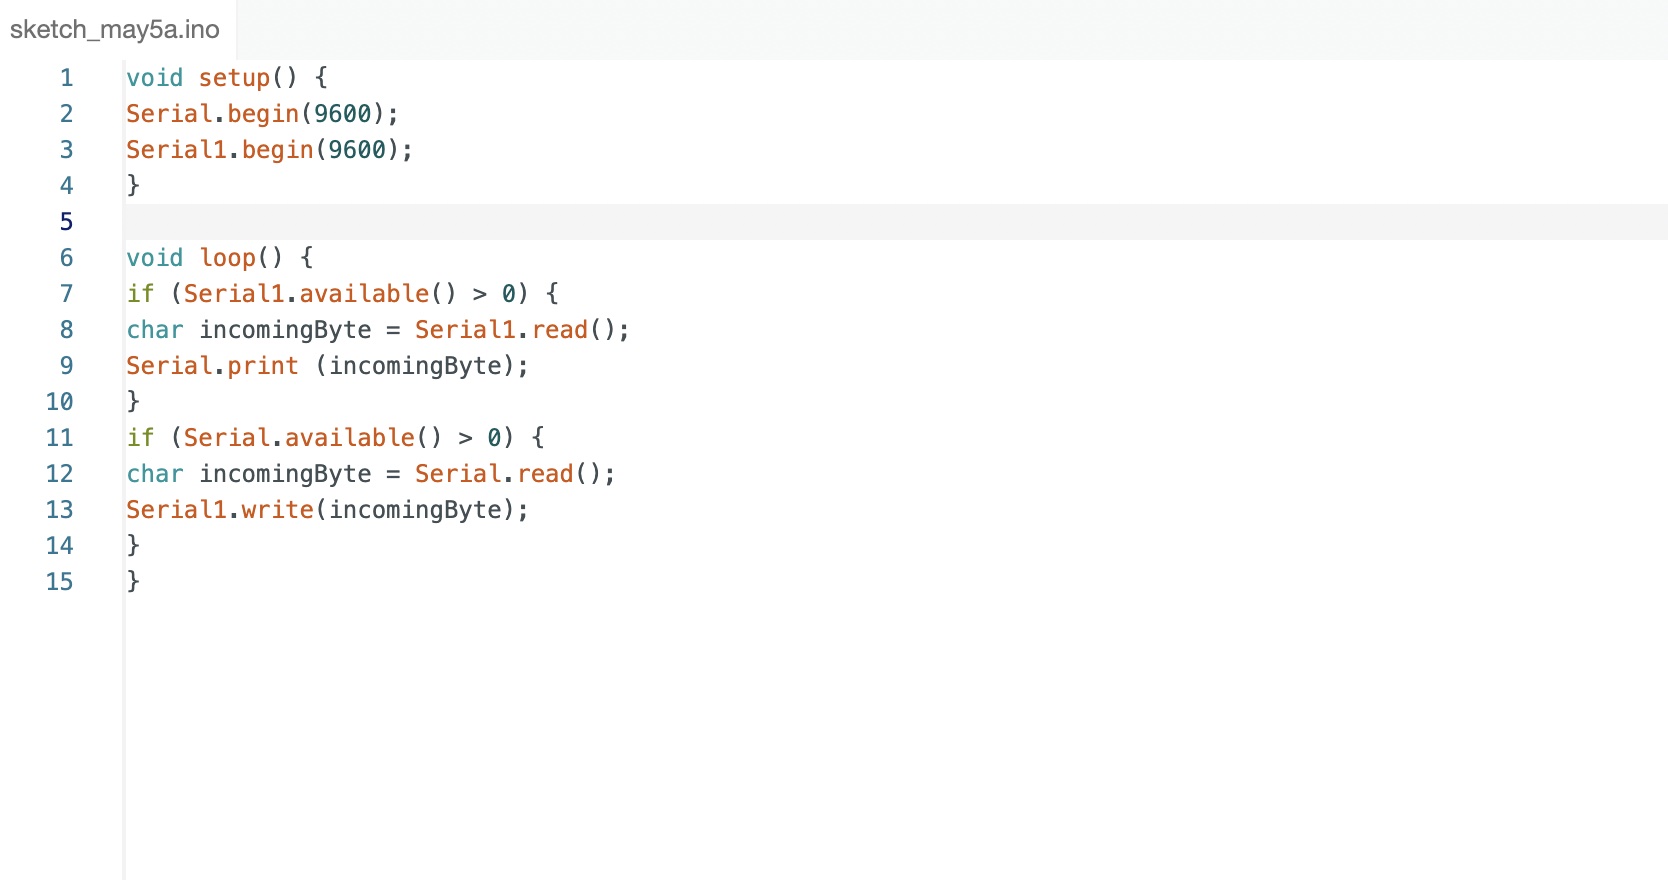 sketch_may5a.ino
1 void setup() {
2 Serial.begin(9600);
3 Serial1.begin(9600);
4 }
5
6 void loop() {
7 if (Serial1.available() > 0) {
8 char incomingByte = Serial1.read();
9 Serial.print (incomingByte);
10 }
11 if (Serial.available() > 0) {
12 char incomingByte = Serial.read();
13 Serial1.write(incomingByte);
14 }
15 }